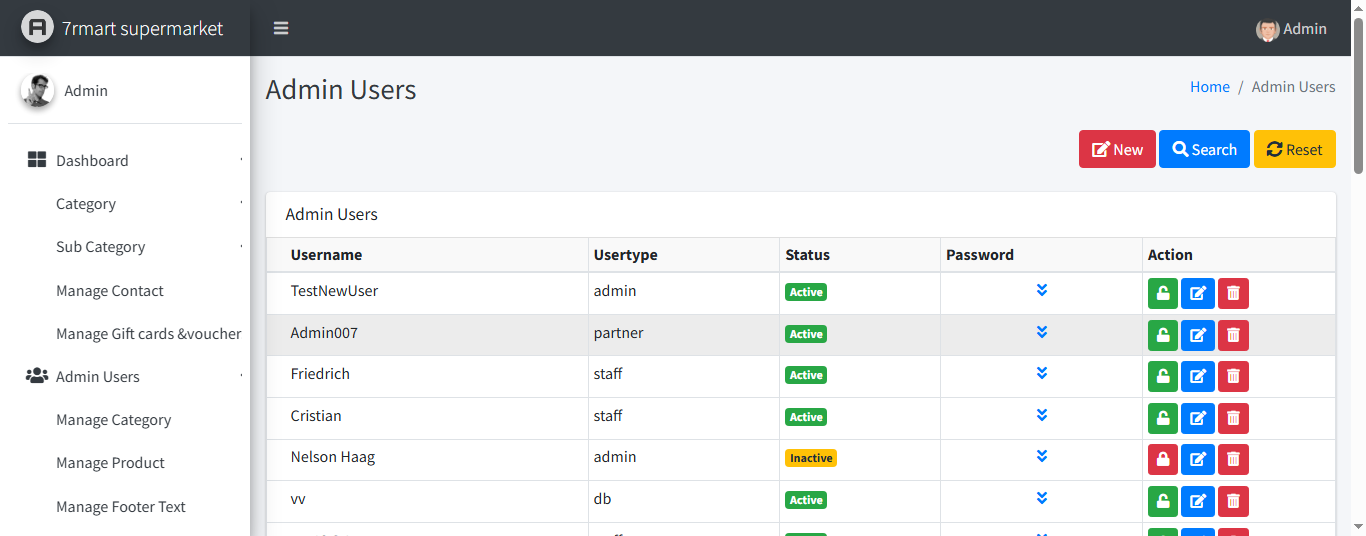 7rmart supermarket
Admin
Admin
Admin Users
Home / Admin Users
New Search Reset
Dashboard
Category
Sub Category
Manage Contact
Manage Gift cards &voucher
Admin Users
Manage Category
Manage Product
Manage Footer Text
Admin Users
Username Usertype Status Password Action
TestNewUser admin Active
Admin007 partner Active
Friedrich staff Active
Cristian staff Active
Nelson Haag admin Inactive
vv db Active